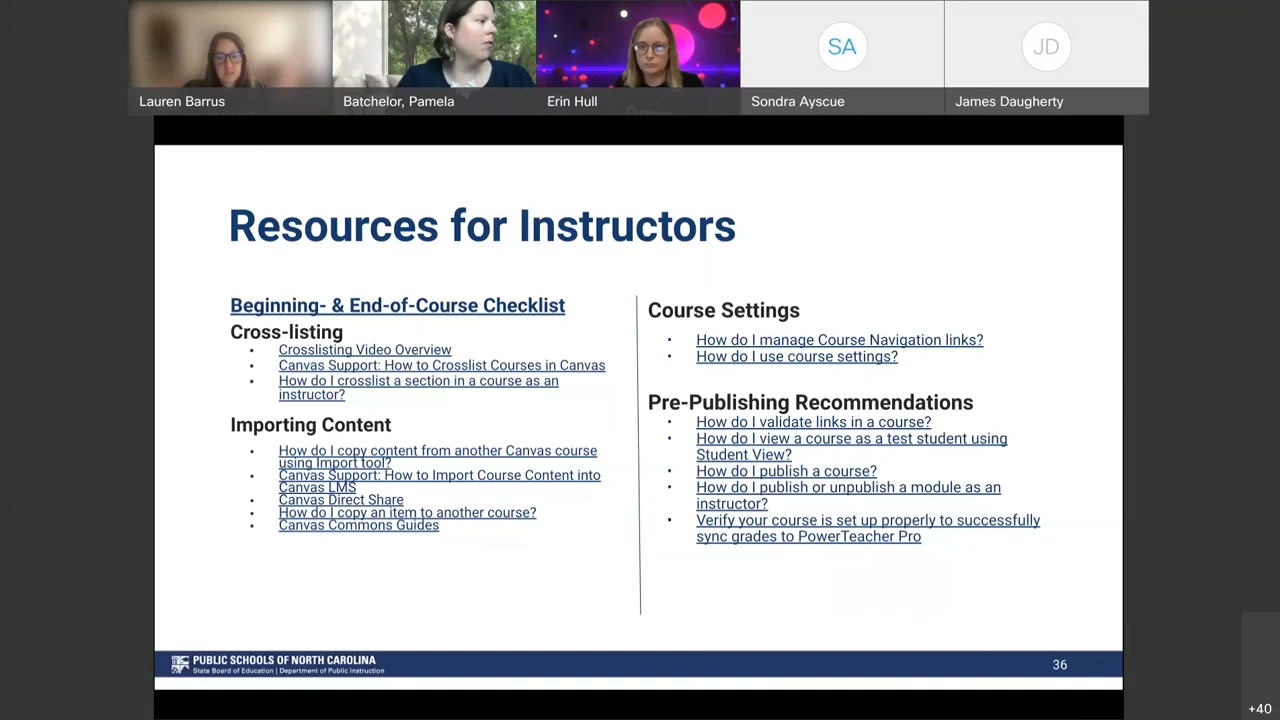 SA
JD
Lauren Barrus
Batchelor, Pamela
Erin Hull
Sondra Ayscue
James Daugherty
Resources for Instructors
Beginning- & End-of-Course Checklist
Cross-listing
• Crosslisting Video Overview
• Canvas Support: How to Crosslist Courses in Canvas
• How do I crosslist a section in a course as an
instructor?
Importing Content
• How do I copy content from another Canvas course
using Import tool?
• Canvas Support: How to Import Course Content into
Canvas LMS
• Canvas Direct Share
• How do I copy an item to another course?
• Canvas Commons Guides
Course Settings
• How do I manage Course Navigation links?
• How do I use course settings?
Pre-Publishing Recommendations
• How do I validate links in a course?
• How do I view a course as a test student using
Student View?
• How do I publish a course?
• How do I publish or unpublish a module as an
instructor?
• Verify your course is set up properly to successfully
sync grades to PowerTeacher Pro
PUBLIC SCHOOLS OF NORTH CAROLINA
State Board of Education | Department of Public Instruction
36
+40